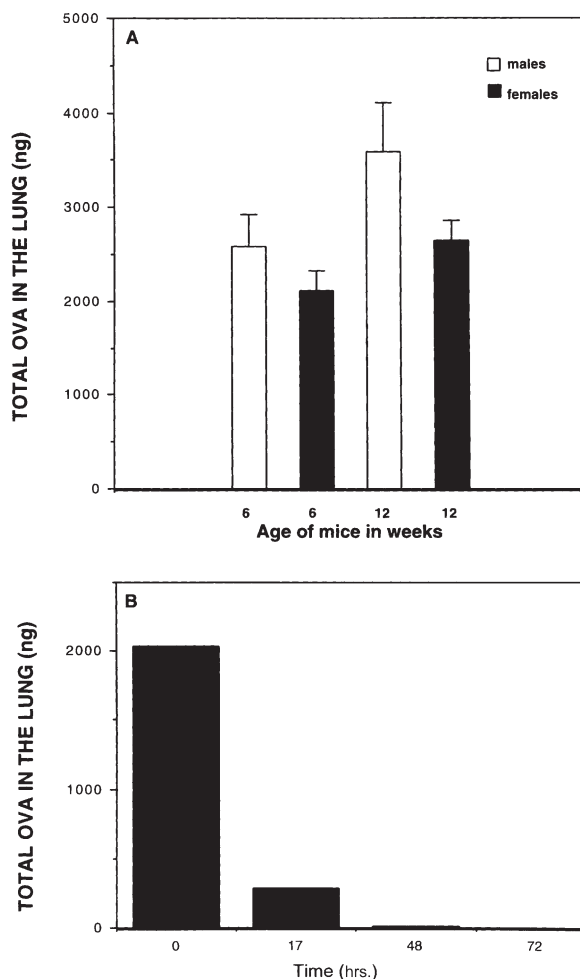 A
5000
4000
3000
2000
1000
0
TOTAL OVA IN THE LUNG (ng)
males
females
6 6 12 12
Age of mice in weeks
B
2000
1000
0
TOTAL OVA IN THE LUNG (ng)
0 17 48 72
Time (hrs.)